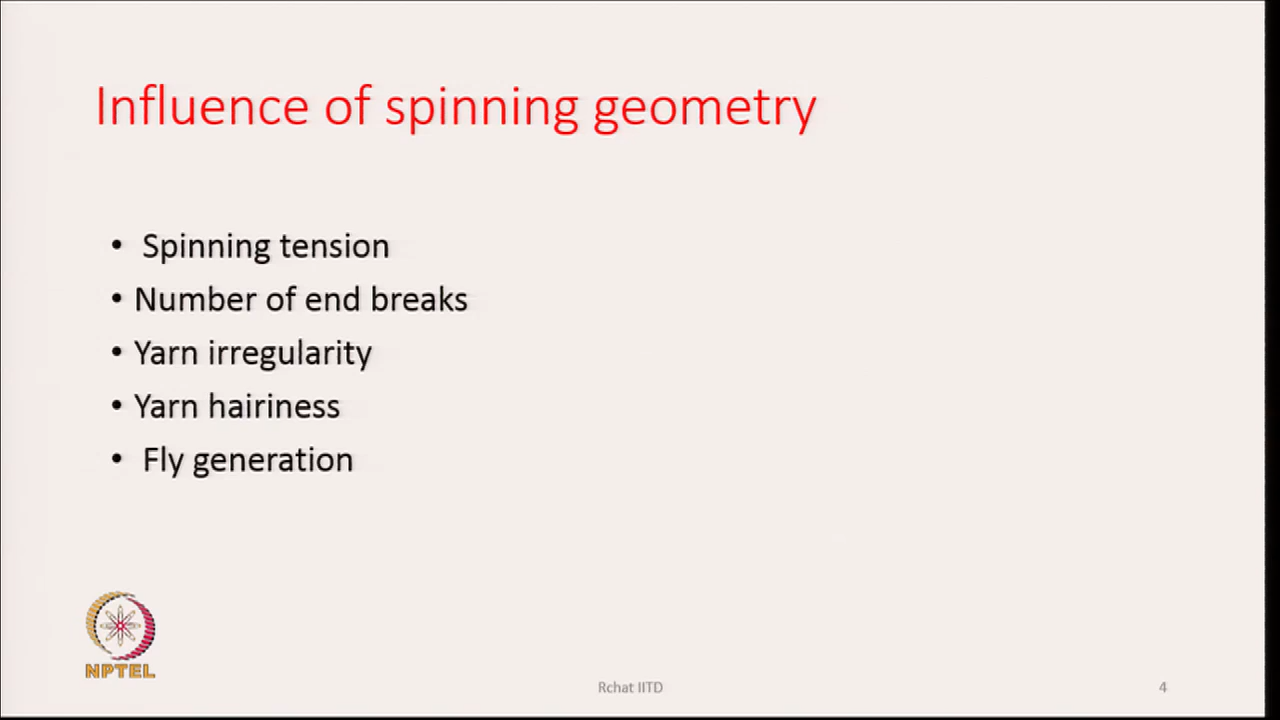 Influence of spinning geometry
• Spinning tension
• Number of end breaks
• Yarn irregularity
• Yarn hairiness
• Fly generation
NPTEL
Rchat IITD
4